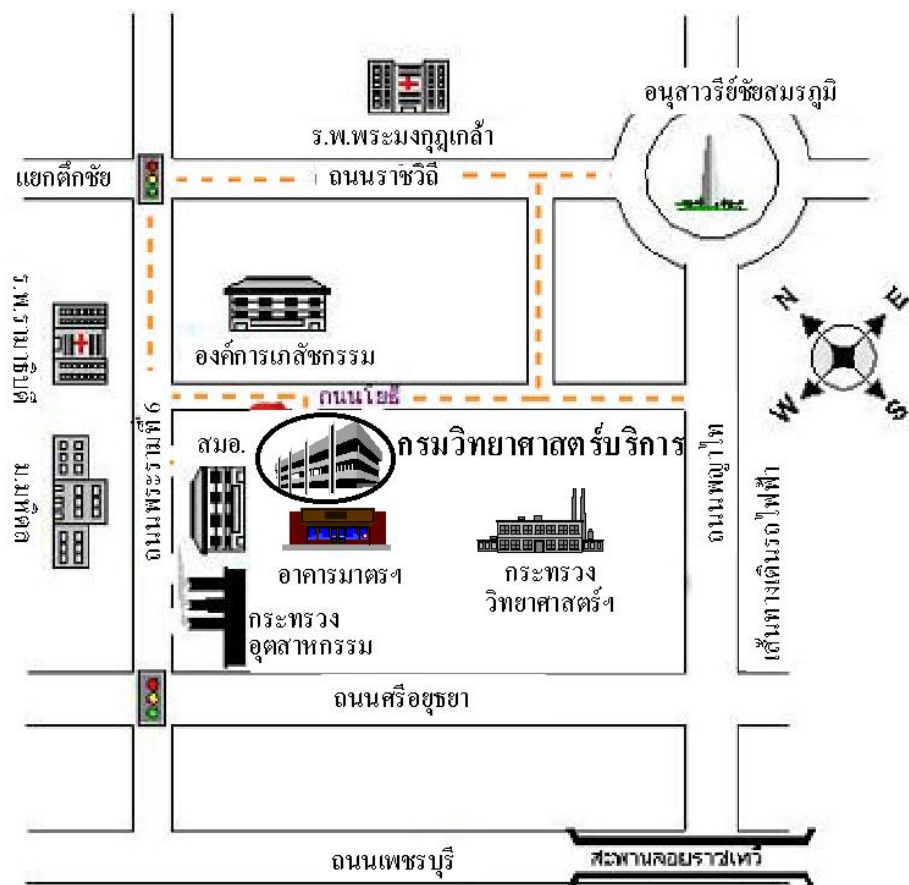 อนุสาวรีย์ชัยสมรภูมิ
ร.พ.พระมงกุฎเกล้า
แยกตึกชัย
ถนนราชวิถี
ร.พ.รามาธิบดี
องค์การเภสัชกรรม
N
E
W
S
ถนนโยธี
ถนนพระรามที่ 6
สมอ.
กรมวิทยาศาสตร์บริการ
ม.มหิดล
ถนนพญาไท
เส้นทางเดินรถไฟฟ้า
อาคารมาตรฯ
กระทรวง
วิทยาศาสตร์ฯ
กระทรวง
อุตสาหกรรม
ถนนศรีอยุธยา
ถนนเพชรบุรี
สะพานลอยราชเทวี